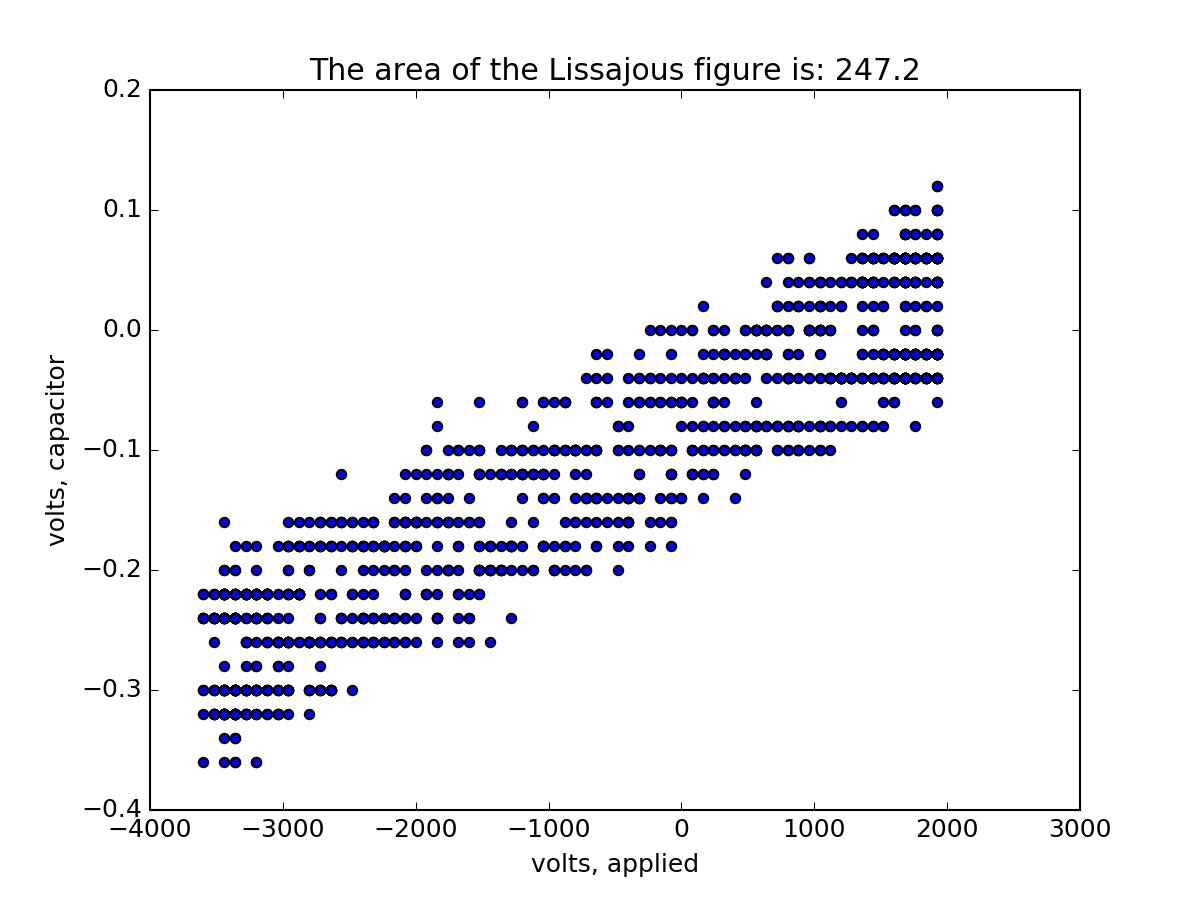 The area of the Lissajous figure is: 247.2
0.2
0.1
0.0
−0.1
−0.2
−0.3
−0.4
volts, capacitor
−4000 −3000 −2000 −1000 0 1000 2000 3000
volts, applied